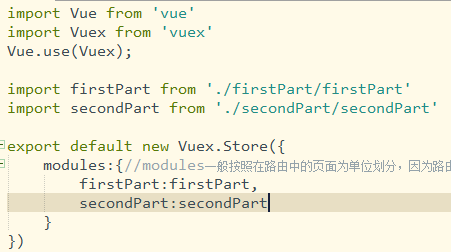 import Vue from 'vue'
import Vuex from 'vuex'
Vue.use(Vuex);
import firstPart from './firstPart/firstPart'
import secondPart from './secondPart/secondPart'
export default new Vuex.Store({
modules:{//modules一般按照在路由中的页面为单位划分，因为路由
firstPart:firstPart,
secondPart:secondPart
}
})